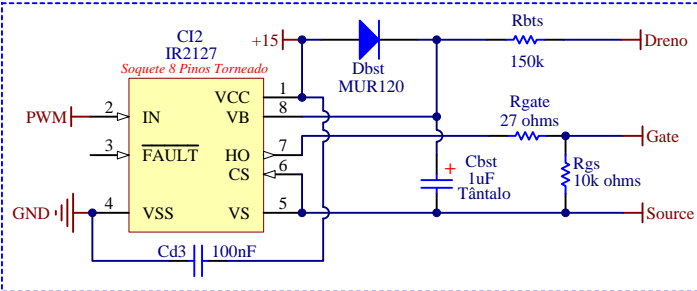 CI2
IR2127
Soquete 8 Pinos Torneado
+15
Dbst
MUR120
Rbts
150k
Dreno
PWM
2
IN
VCC
1
VB
8
3
FAULT
HO
7
CS
6
Rgate
27 ohms
Gate
Cbst
+
1uF
Tântalo
Rgs
10k ohms
GND
4
VSS
VS
5
Source
Cd3
100nF